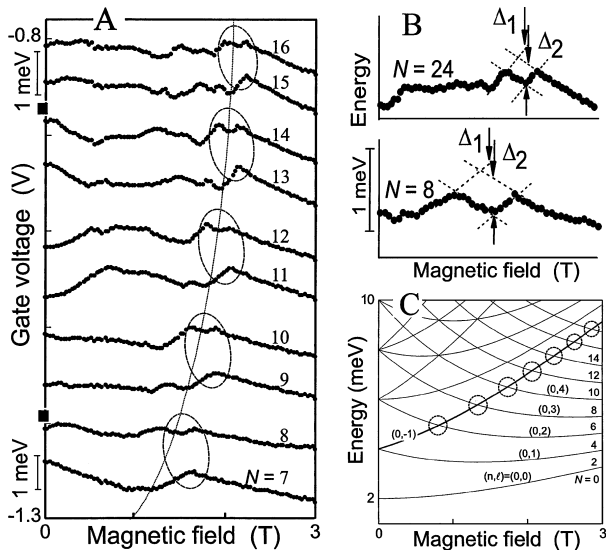 A
-0.8
1 meV
16
15
14
13
12
11
10
9
8
N = 7
1 meV
-1.3
0
3
Gate voltage (V)
Magnetic field (T)
B
Δ1
Δ2
N = 24
Energy
Δ1
Δ2
1 meV
N = 8
Magnetic field (T)
C
10
2
Energy (meV)
(0,-1)
(0,4)
(0,3)
(0,2)
(0,1)
(n,ℓ)=(0,0)
14
12
10
8
6
4
2
N = 0
0
3
Magnetic field (T)